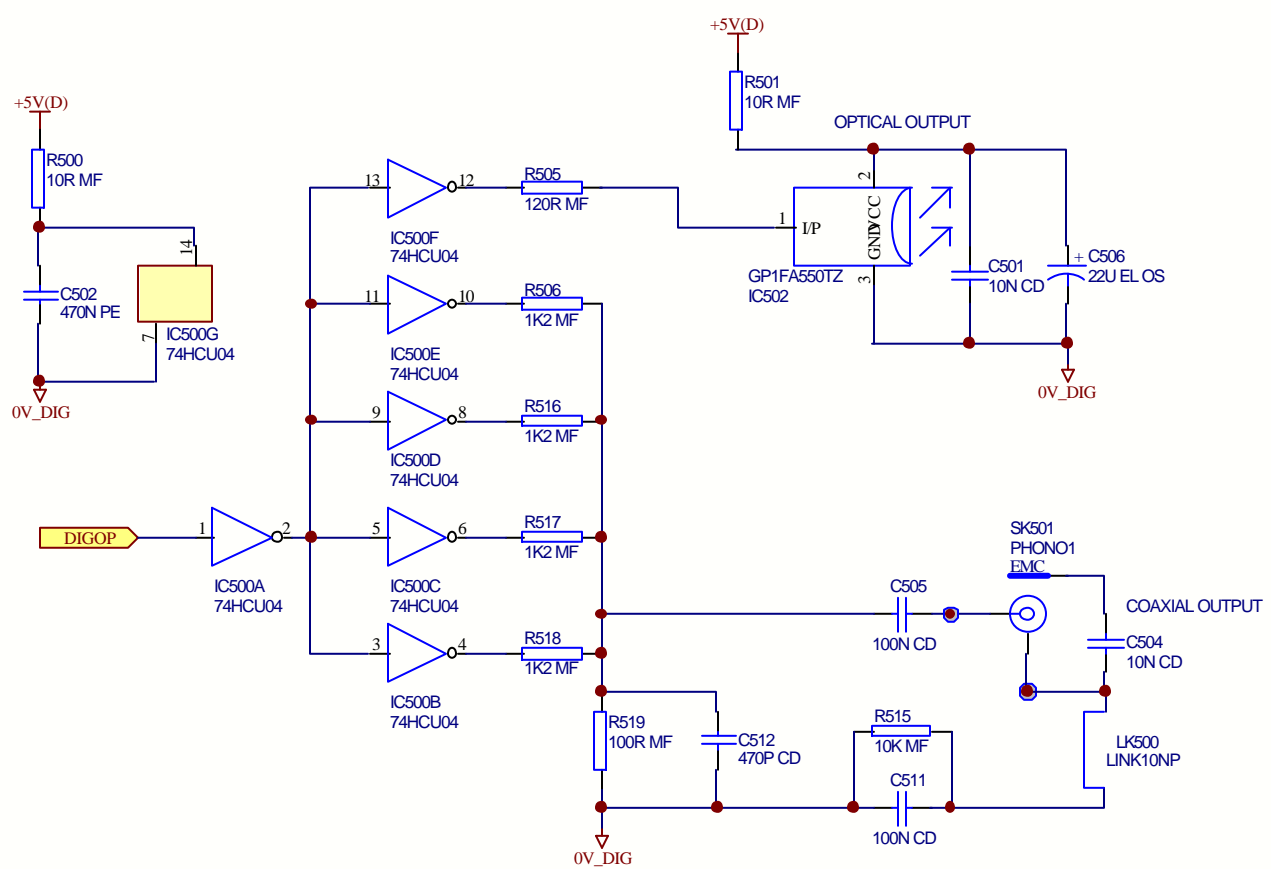 +5V(D)
R501
10R MF
OPTICAL OUTPUT
+5V(D)
R500
10R MF
14
C502
470N PE
7
IC500G
74HCU04
0V_DIG
13
12
IC500F
74HCU04
R505
120R MF
2
1
I/P
VCC
GND
3
GP1FA550TZ
IC502
C501
10N CD
+
C506
22U EL OS
0V_DIG
11
10
IC500E
74HCU04
R506
1K2 MF
9
8
IC500D
74HCU04
R516
1K2 MF
DIGOP
1
2
IC500A
74HCU04
5
6
IC500C
74HCU04
R517
1K2 MF
3
4
IC500B
74HCU04
R518
1K2 MF
SK501
PHONO1
EMC
C505
100N CD
COAXIAL OUTPUT
C504
10N CD
R519
100R MF
C512
470P CD
R515
10K MF
C511
100N CD
LK500
LINK10NP
0V_DIG